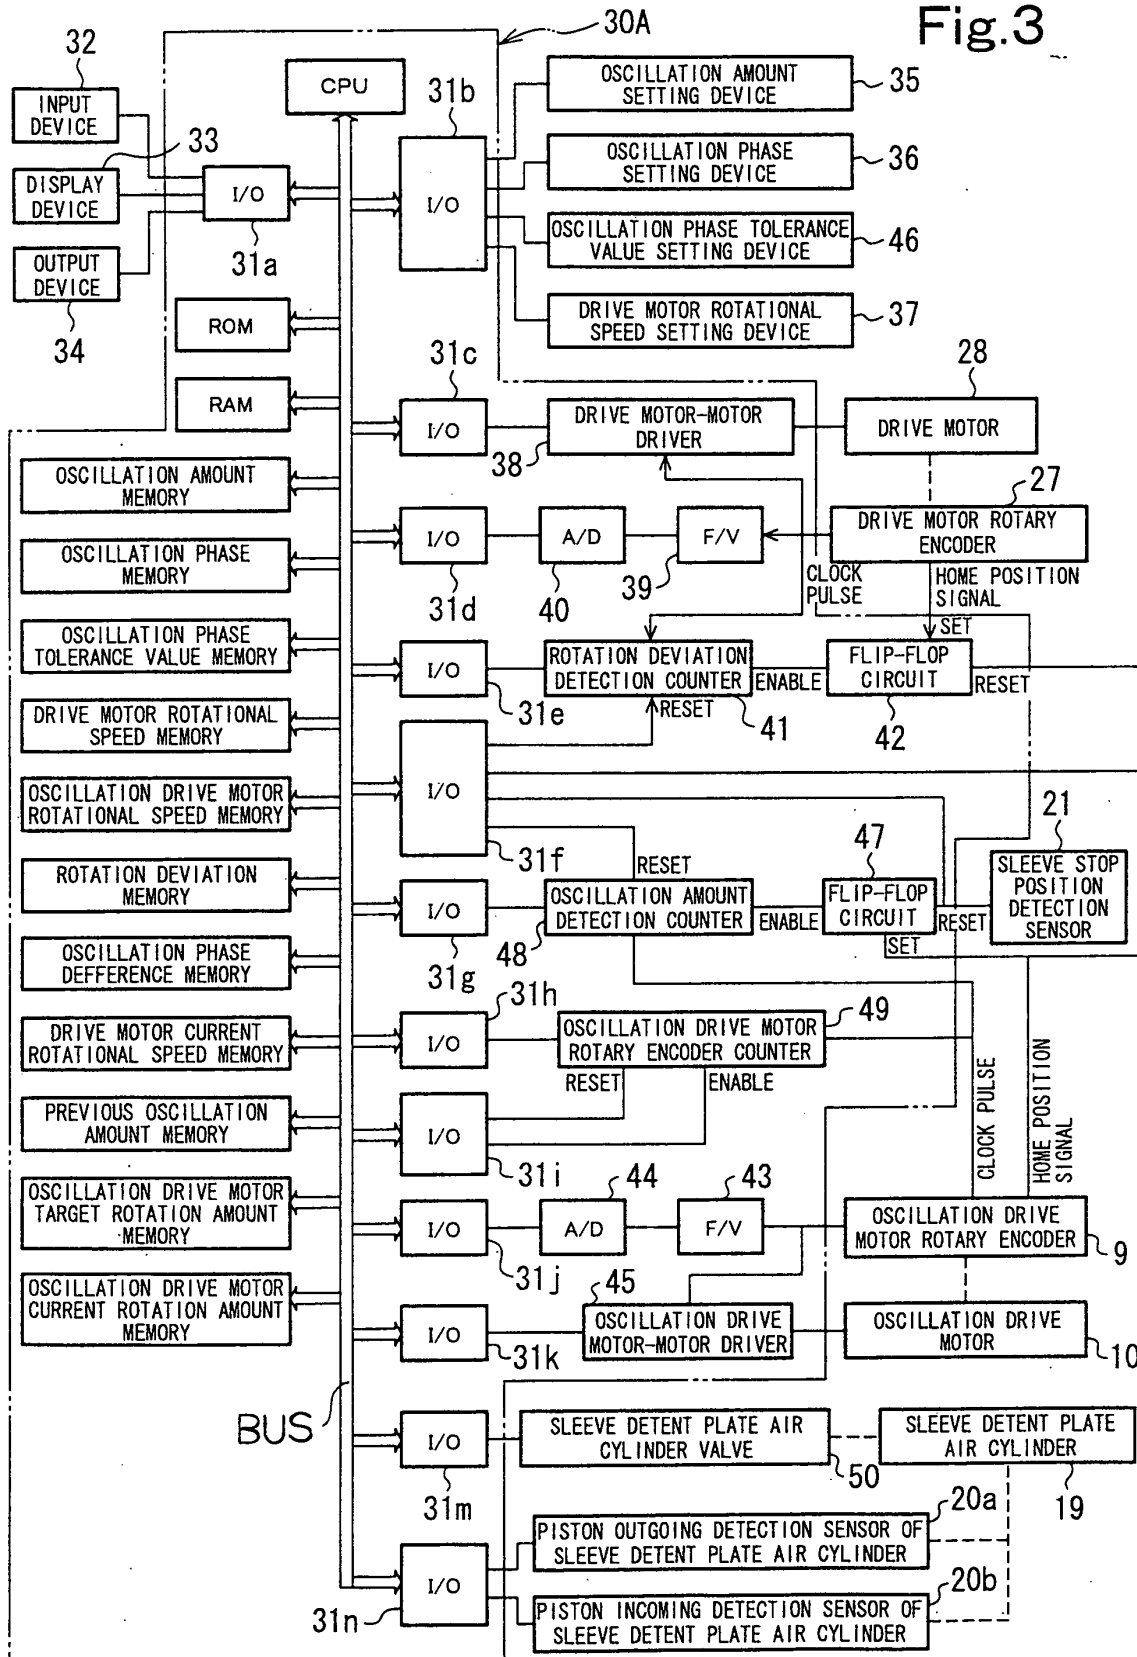 Fig.3
30A
32
INPUT
DEVICE
33
DISPLAY
DEVICE
OUTPUT
DEVICE
34
CPU
I/O
31a
31b
I/O
OSCILLATION AMOUNT
SETTING DEVICE
35
OSCILLATION PHASE
SETTING DEVICE
36
OSCILLATION PHASE TOLERANCE
VALUE SETTING DEVICE
46
DRIVE MOTOR ROTATIONAL
SPEED SETTING DEVICE
37
ROM
RAM
OSCILLATION AMOUNT
MEMORY
OSCILLATION
PHASE MEMORY
OSCILLATION PHASE
TOLERANCE VALUE MEMORY
DRIVE MOTOR ROTATIONAL
SPEED MEMORY
OSCILLATION DRIVE MOTOR
ROTATIONAL SPEED MEMORY
ROTATION DEVIATION
MEMORY
OSCILLATION PHASE
DEFFERENCE MEMORY
DRIVE MOTOR CURRENT
ROTATIONAL SPEED MEMORY
PREVIOUS OSCILLATION
AMOUNT MEMORY
OSCILLATION DRIVE MOTOR
TARGET ROTATION AMOUNT
MEMORY
OSCILLATION DRIVE MOTOR
CURRENT ROTATION AMOUNT
MEMORY
BUS
31c
I/O
DRIVE MOTOR-MOTOR
DRIVER
38
28
DRIVE MOTOR
27
DRIVE MOTOR ROTARY
ENCODER
I/O
31d
A/D
40
F/V
39
CLOCK
PULSE
HOME POSITION
SIGNAL
SET
I/O
31e
ROTATION DEVIATION
DETECTION COUNTER
41
RESET
ENABLE
FLIP-FLOP
CIRCUIT
42
RESET
I/O
31f
RESET
47
21
SLEEVE STOP
POSITION
DETECTION
SENSOR
I/O
31g
OSCILLATION AMOUNT
DETECTION COUNTER
48
ENABLE
FLIP-FLOP
CIRCUIT
RESET
SET
31h
I/O
OSCILLATION DRIVE MOTOR
ROTARY ENCODER COUNTER
49
RESET
ENABLE
I/O
31i
CLOCK PULSE
HOME POSITION
SIGNAL
I/O
31j
44
A/D
43
F/V
OSCILLATION DRIVE
MOTOR ROTARY ENCODER
9
I/O
31k
45
OSCILLATION DRIVE
MOTOR-MOTOR DRIVER
OSCILLATION DRIVE
MOTOR
10
I/O
31m
SLEEVE DETENT PLATE AIR
CYLINDER VALVE
50
SLEEVE DETENT PLATE
AIR CYLINDER
19
I/O
31n
20a
PISTON OUTGOING DETECTION SENSOR OF
SLEEVE DETENT PLATE AIR CYLINDER
20b
PISTON INCOMING DETECTION SENSOR OF
SLEEVE DETENT PLATE AIR CYLINDER